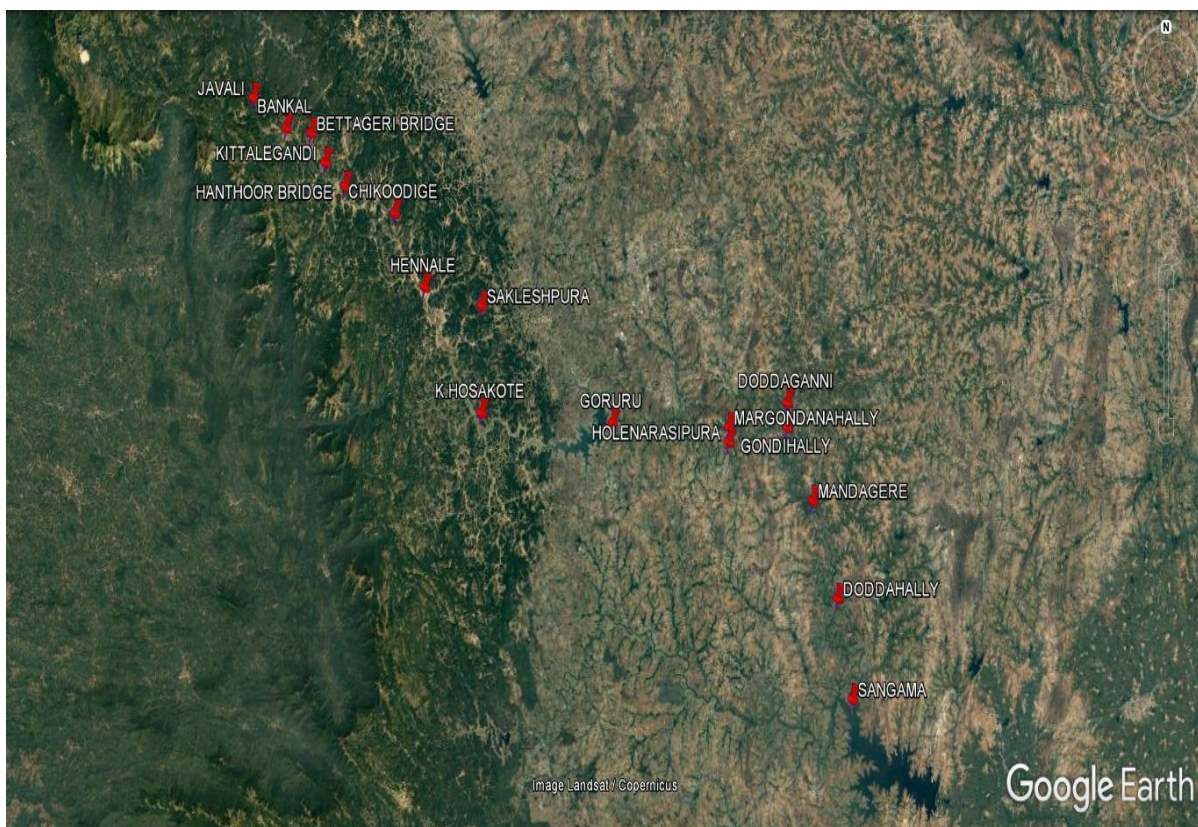 N
JAVALI
BANKAL
BETTAGERI BRIDGE
KITTALEGANDI
HANTHOOR BRIDGE CHIKOODIGE
HENNALE
SAKLESHPURA
K.HOSAKOTE
DODDAGANNI
GORURU
MARGONDANAHALLY
HOLENARASIPURA
GONDIHALLY
MANDAGERE
DODDAHALLY
SANGAMA
Image Landsat / Copernicus
Google Earth